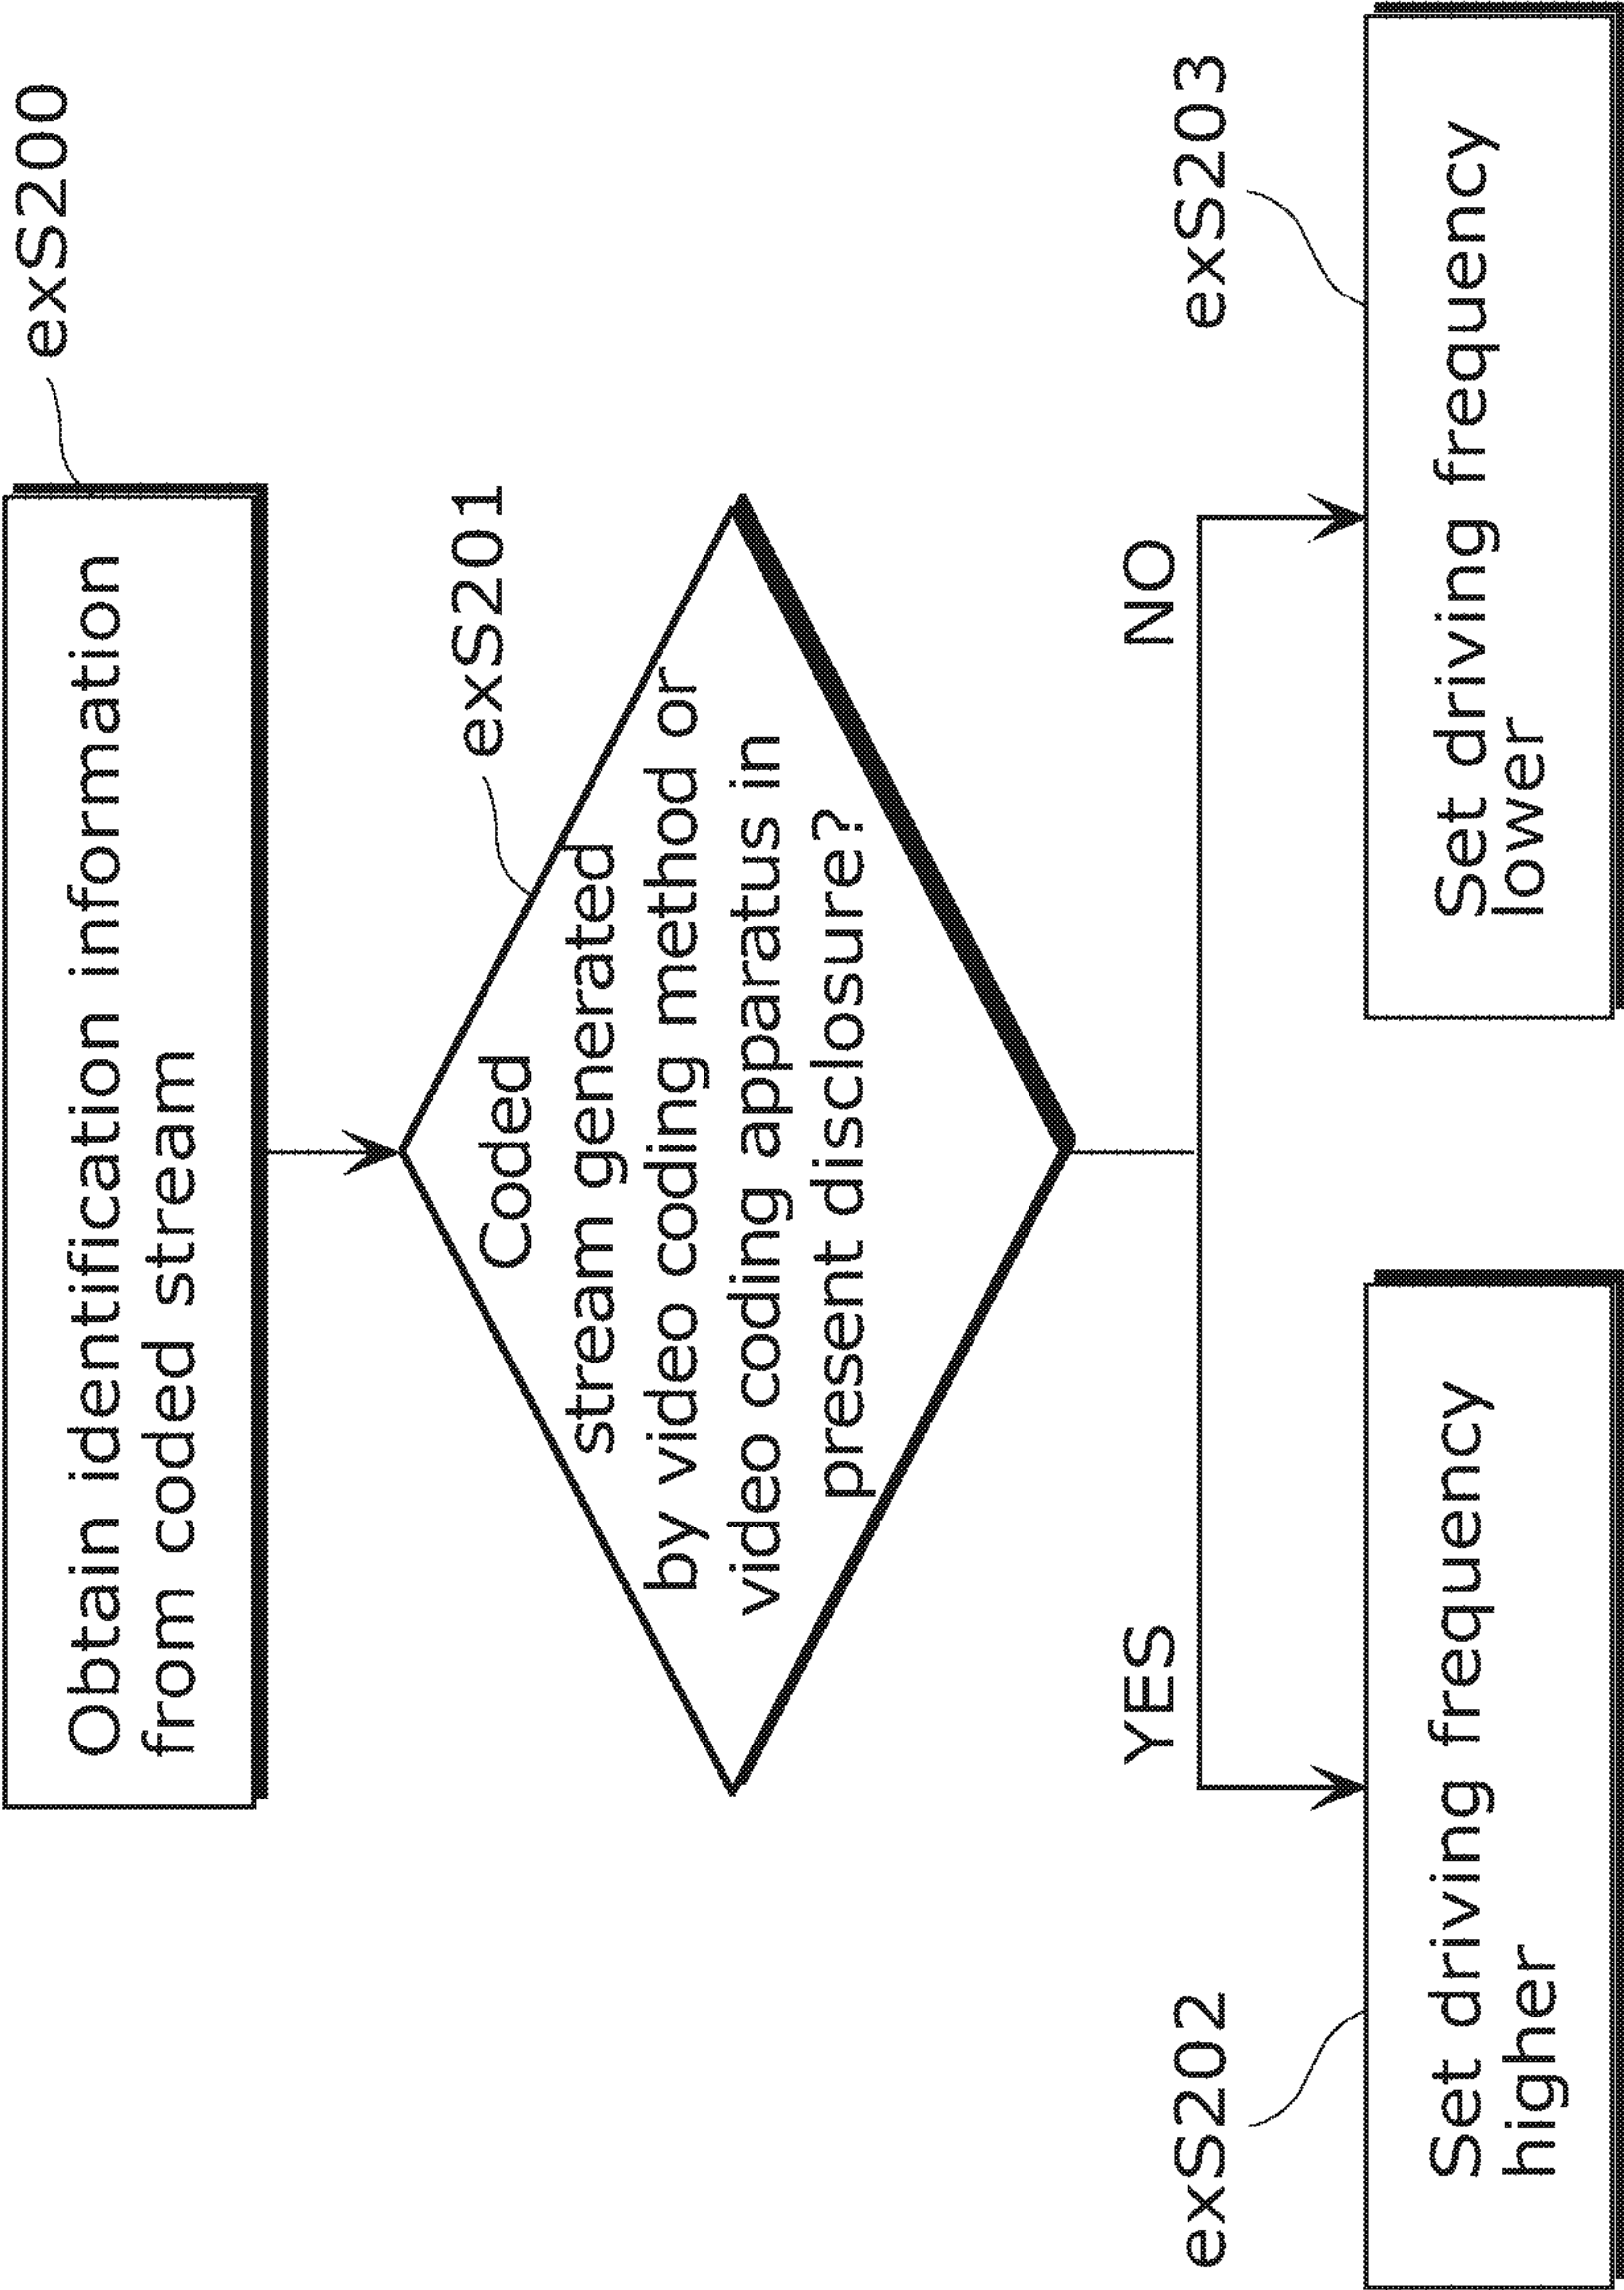 exS200
Obtain identification information
from coded stream
exS201
Coded
stream generated
by video coding method or
video coding apparatus in
present disclosure?
YES
NO
exS202
Set driving frequency
higher
exS203
Set driving frequency
lower